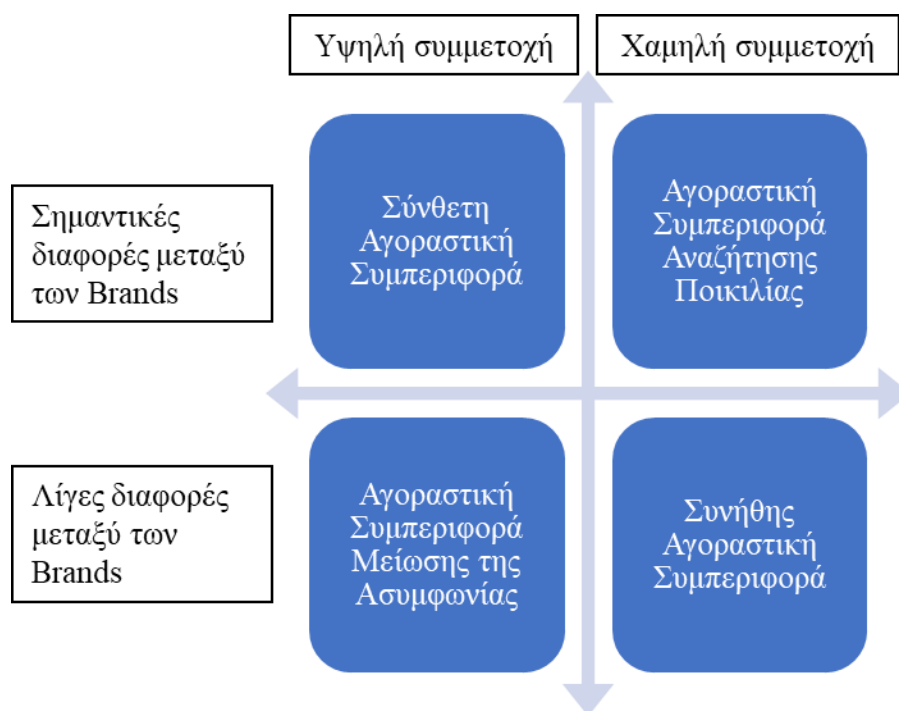 Υψηλή συμμετοχή
Χαμηλή συμμετοχή
Σημαντικές
διαφορές μεταξύ
των Brands
Σύνθετη
Αγοραστική
Συμπεριφορά
Αγοραστική
Συμπεριφορά
Αναζήτησης
Ποικιλίας
Λίγες διαφορές
μεταξύ των
Brands
Αγοραστική
Συμπεριφορά
Μείωσης της
Ασυμφωνίας
Συνήθης
Αγοραστική
Συμπεριφορά